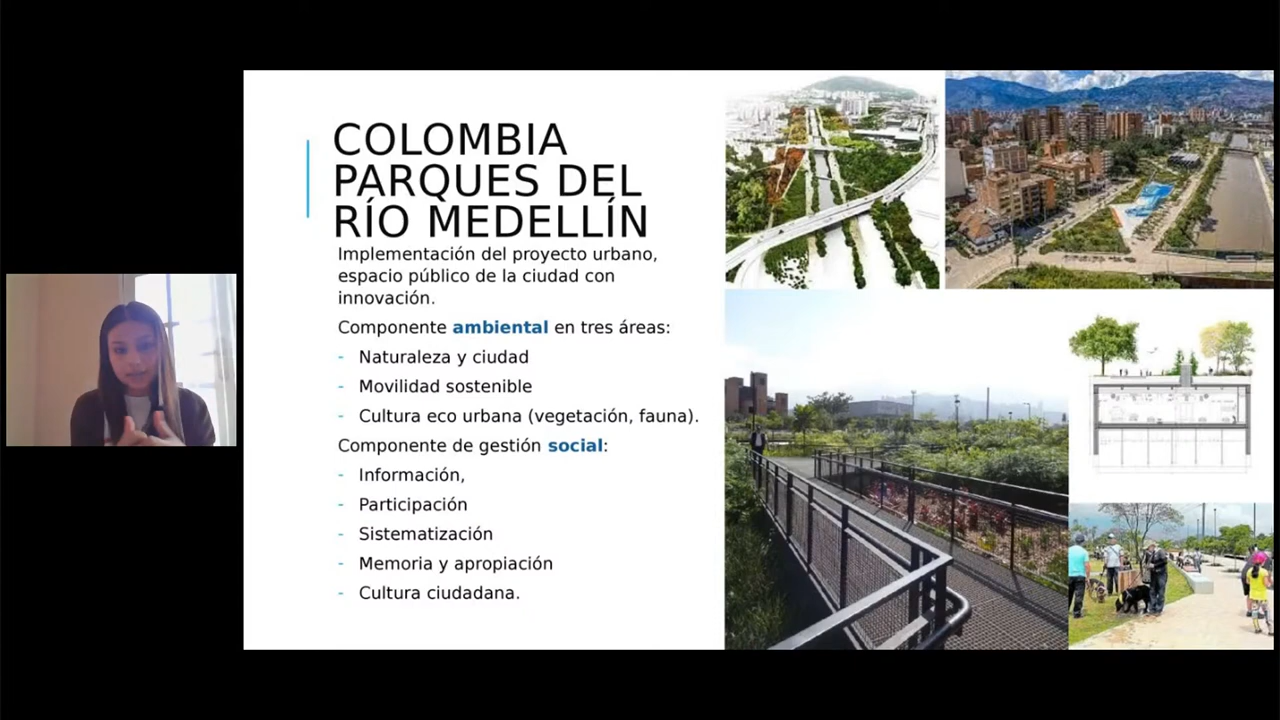 COLOMBIA
PARQUES DEL
RÍO MEDELLÍN
Implementación del proyecto urbano,
espacio público de la ciudad con
innovación.
Componente ambiental en tres áreas:
- Naturaleza y ciudad
- Movilidad sostenible
- Cultura eco urbana (vegetación, fauna).
Componente de gestión social:
- Información,
- Participación
- Sistematización
- Memoria y apropiación
- Cultura ciudadana.